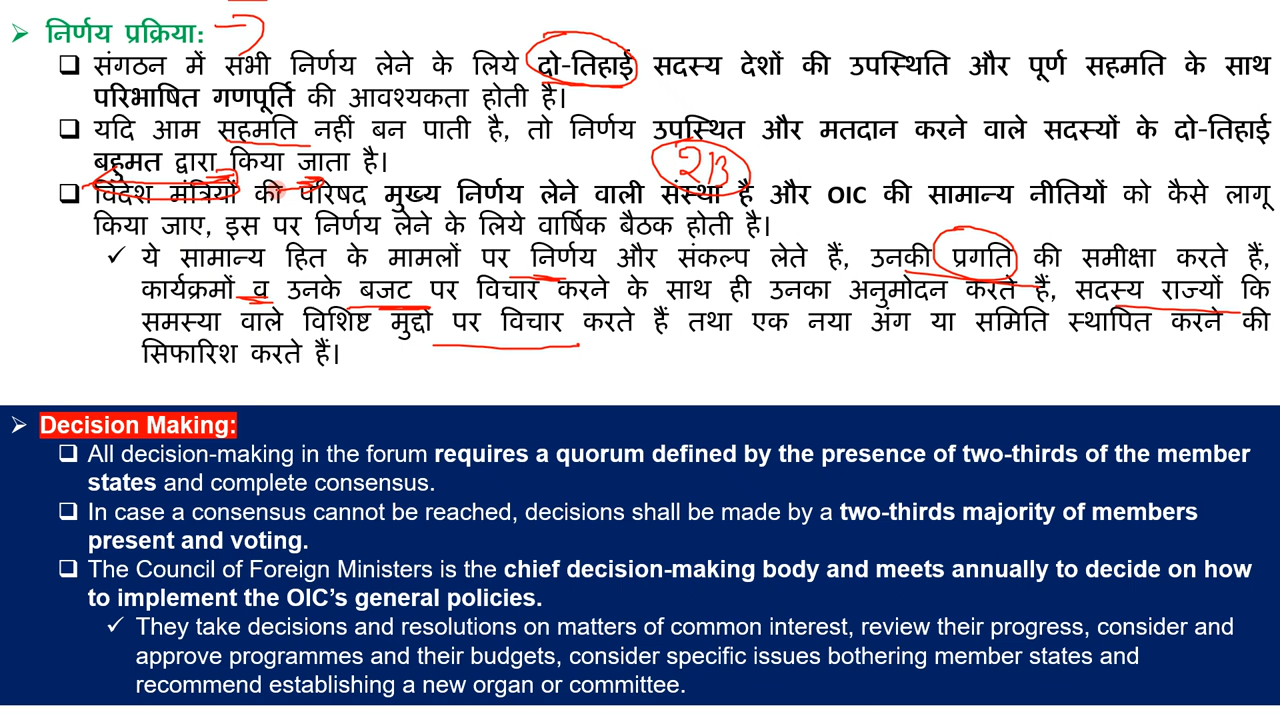 ➢ निर्णय प्रक्रिया:
❑ संगठन में सभी निर्णय लेने के लिये दो-तिहाई सदस्य देशों की उपस्थिति और पूर्ण सहमति के साथ
परिभाषित गणपूर्ति की आवश्यकता होती है।
❑ यदि आम सहमति नहीं बन पाती है, तो निर्णय उपस्थित और मतदान करने वाले सदस्यों के दो-तिहाई
बहुमत द्वारा किया जाता है।
2/3
❑ विदेश मंत्रियों की परिषद मुख्य निर्णय लेने वाली संस्था है और OIC की सामान्य नीतियों को कैसे लागू
किया जाए, इस पर निर्णय लेने के लिये वार्षिक बैठक होती है।
✓ ये सामान्य हित के मामलों पर निर्णय और संकल्प लेते हैं, उनकी प्रगति की समीक्षा करते हैं,
कार्यक्रमों व उनके बजट पर विचार करने के साथ ही उनका अनुमोदन करते हैं, सदस्य राज्यों कि
समस्या वाले विशिष्ट मुद्दों पर विचार करते हैं तथा एक नया अंग या समिति स्थापित करने की
सिफारिश करते हैं।
➢ Decision Making:
❑ All decision-making in the forum requires a quorum defined by the presence of two-thirds of the member
states and complete consensus.
❑ In case a consensus cannot be reached, decisions shall be made by a two-thirds majority of members
present and voting.
❑ The Council of Foreign Ministers is the chief decision-making body and meets annually to decide on how
to implement the OIC’s general policies.
✓ They take decisions and resolutions on matters of common interest, review their progress, consider and
approve programmes and their budgets, consider specific issues bothering member states and
recommend establishing a new organ or committee.